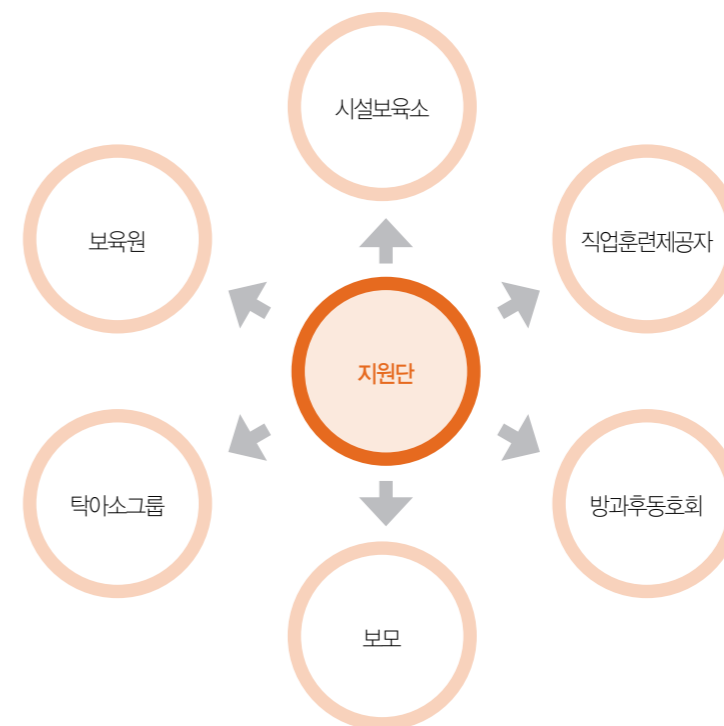 시설보육소
보육원
직업훈련제공자
지원단
탁아소그룹
방과후동호회
보모